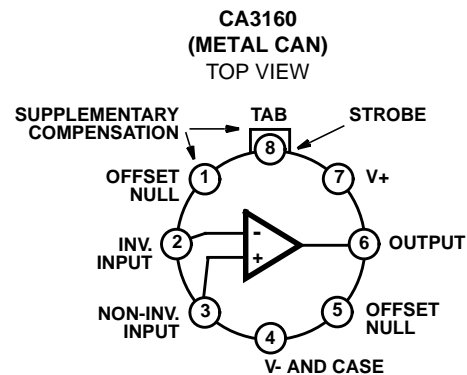 CA3160
(METAL CAN)
TOP VIEW
SUPPLEMENTARY
COMPENSATION
TAB
STROBE
8
OFFSET
NULL
1
7
V+
INV.
INPUT
2
-
6
OUTPUT
+
NON-INV.
INPUT
3
5
OFFSET
NULL
4
V- AND CASE